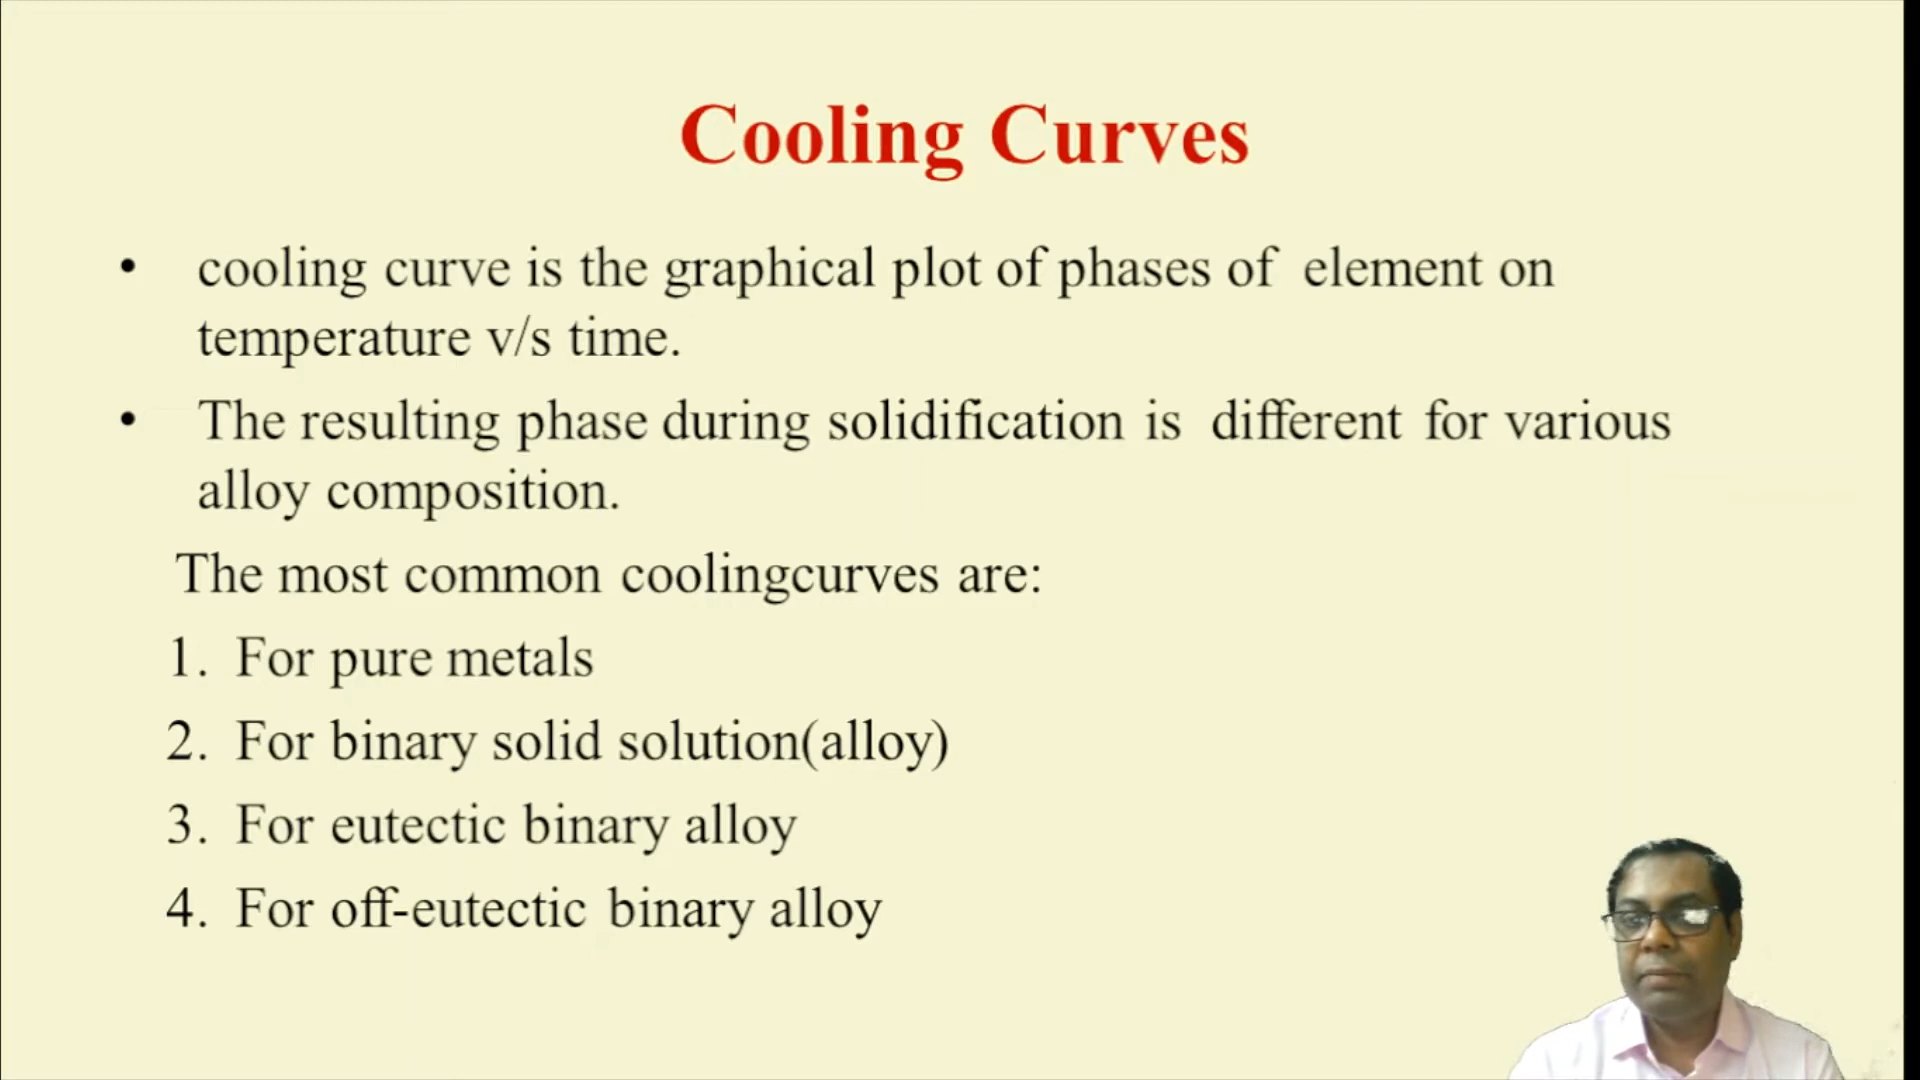 Cooling Curves
• cooling curve is the graphical plot of phases of element on
temperature v/s time.
• The resulting phase during solidification is different for various
alloy composition.
The most common coolingcurves are:
1. For pure metals
2. For binary solid solution(alloy)
3. For eutectic binary alloy
4. For off-eutectic binary alloy